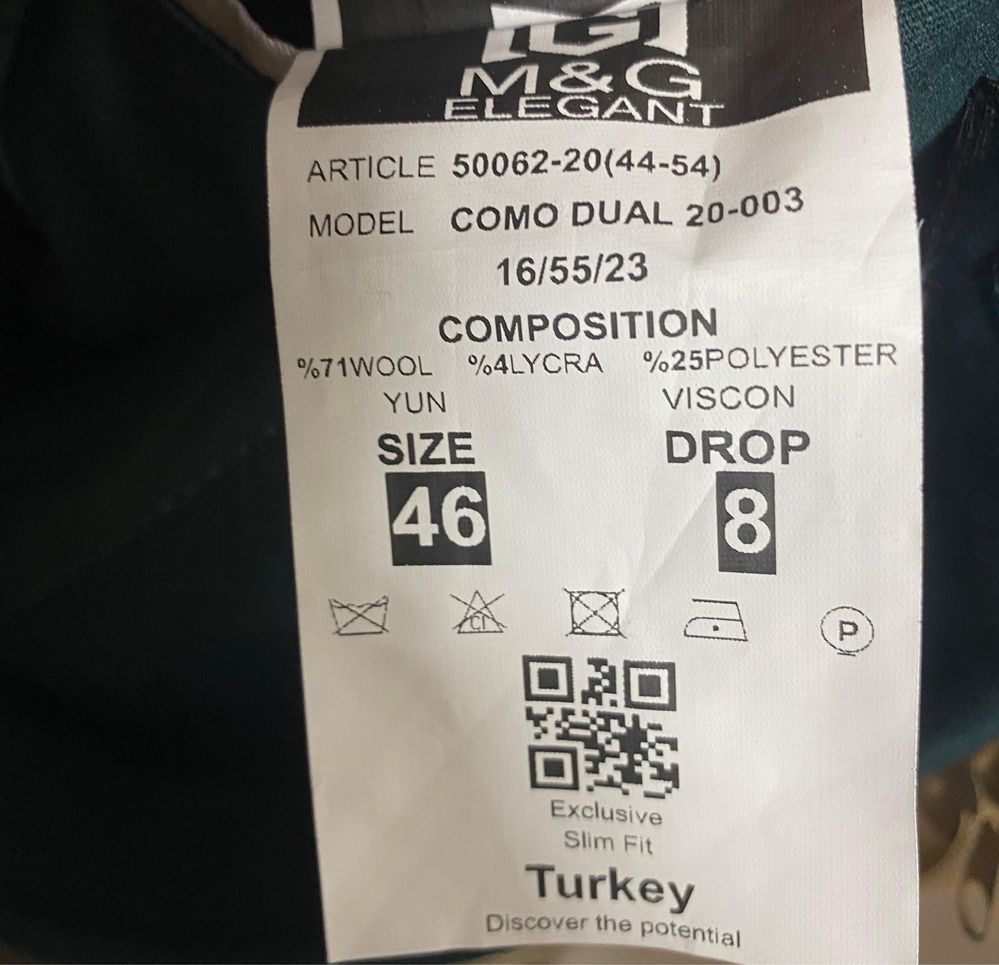 M&G
ELEGANT
ARTICLE 50062-20(44-54)
MODEL COMO DUAL 20-003
16/55/23
COMPOSITION
%71WOOL %4LYCRA %25POLYESTER
YUN VISCON
SIZE DROP
46 8
CL P
Exclusive
Slim Fit
Turkey
Discover the potential